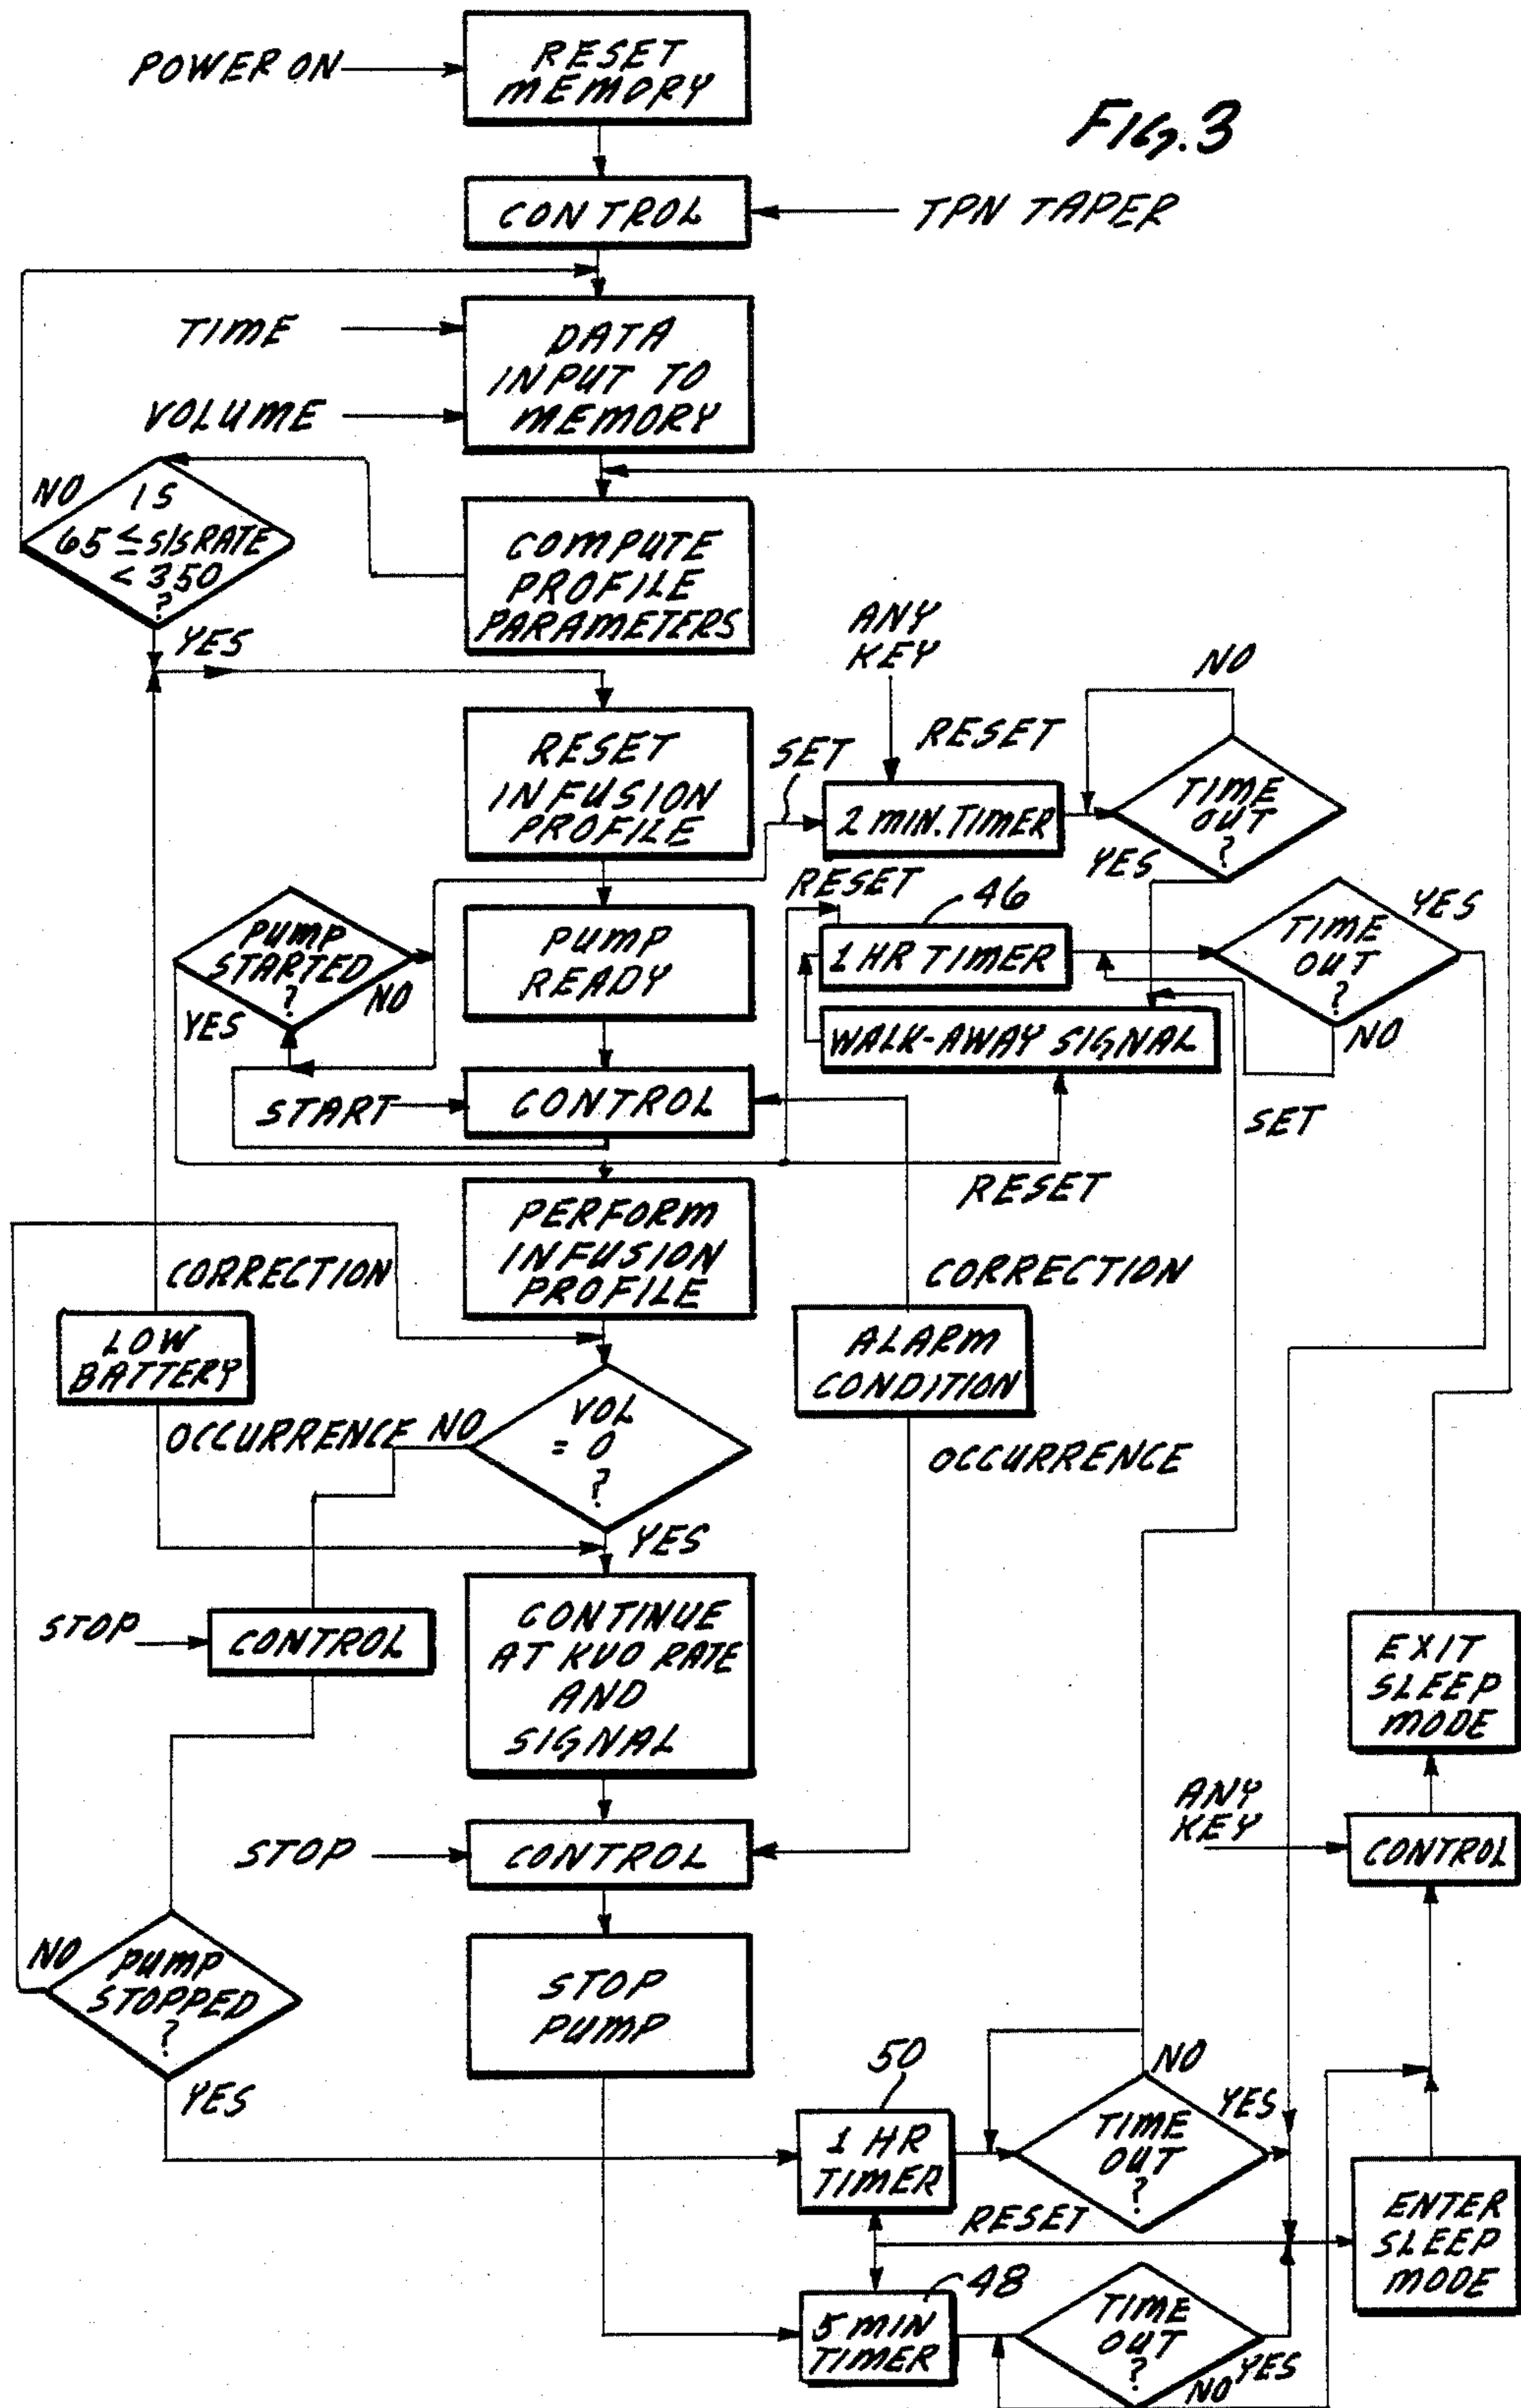 POWER ON
RESET
MEMORY
FIG. 3
CONTROL
TPN TAPER
TIME
VOLUME
DATA
INPUT TO
MEMORY
NO
IS
65 ≤ S/S RATE
< 350
?
YES
COMPUTE
PROFILE
PARAMETERS
ANY
KEY
NO
RESET
INFUSION
PROFILE
SET
RESET
2 MIN. TIMER
TIME
OUT
?
YES
RESET
46
YES
PUMP
STARTED
?
NO
YES
PUMP
READY
1 HR TIMER
TIME
OUT
?
NO
WALK-AWAY SIGNAL
START
CONTROL
SET
RESET
PERFORM
INFUSION
PROFILE
CORRECTION
CORRECTION
LOW
BATTERY
ALARM
CONDITION
OCCURRENCE
NO
VOL
= 0
?
OCCURRENCE
YES
STOP
CONTROL
CONTINUE
AT KVO RATE
AND
SIGNAL
EXIT
SLEEP
MODE
ANY
KEY
CONTROL
STOP
CONTROL
NO
PUMP
STOPPED
?
YES
STOP
PUMP
50
NO
1 HR
TIMER
TIME
OUT
?
YES
RESET
ENTER
SLEEP
MODE
48
5 MIN
TIMER
TIME
OUT
?
NO
YES